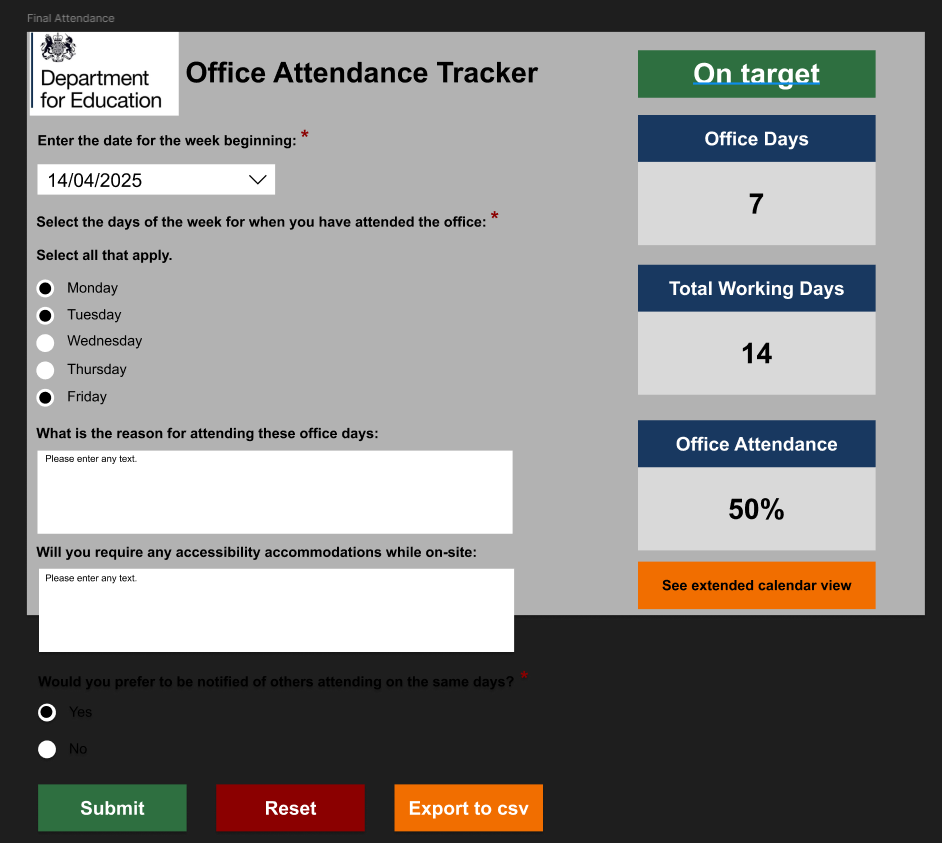 Final Attendance
Department
for Education
Office Attendance Tracker
Enter the date for the week beginning: *
14/04/2025
Select the days of the week for when you have attended the office: *
Select all that apply.
Monday
Tuesday
Wednesday
Thursday
Friday
What is the reason for attending these office days:
Please enter any text.
Will you require any accessibility accommodations while on-site:
Please enter any text.
Would you prefer to be notified of others attending on the same days? *
Yes
No
Submit
Reset
Export to csv
On target
Office Days
7
Total Working Days
14
Office Attendance
50%
See extended calendar view